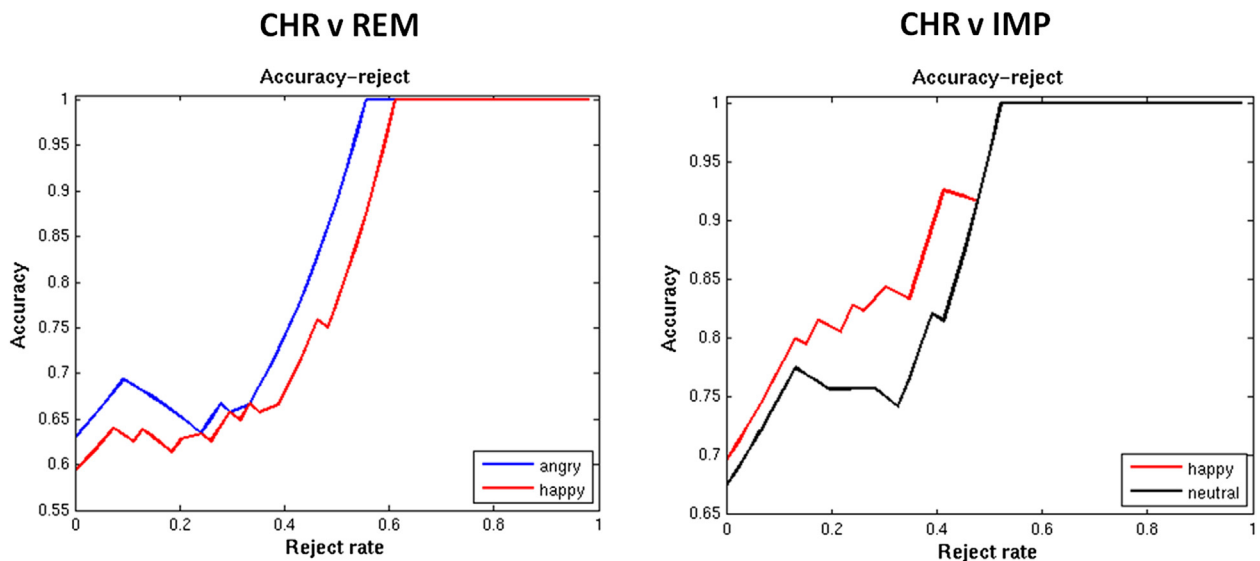 CHR v REM
Accuracy-reject
1
0.95
0.9
0.85
0.8
0.75
0.7
0.65
0.6
0.55
0
0.2
0.4
0.6
0.8
1
Accuracy
Reject rate
angry
happy
CHR v IMP
Accuracy-reject
1
0.95
0.9
0.85
0.8
0.75
0.7
0.65
0
0.2
0.4
0.6
0.8
1
Accuracy
Reject rate
happy
neutral